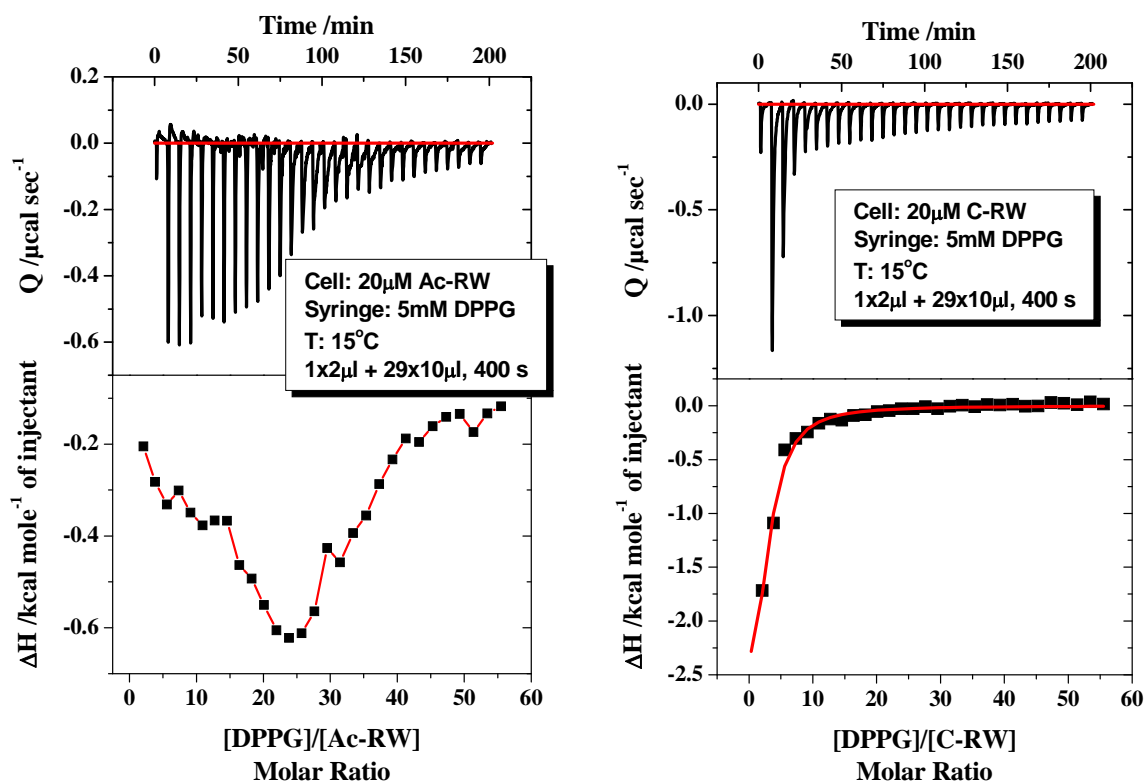 Time /min
0 50 100 150 200
0.2
0.0
-0.2
-0.4
-0.6
Q /µcal sec⁻¹
Cell: 20µM Ac-RW
Syringe: 5mM DPPG
T: 15°C
1x2µl + 29x10µl, 400 s
-0.2
-0.4
-0.6
ΔH /kcal mole⁻¹ of injectant
0 10 20 30 40 50 60
[DPPG]/[Ac-RW]
Molar Ratio
Time /min
0 50 100 150 200
0.0
-0.5
-1.0
Q /µcal sec⁻¹
Cell: 20µM C-RW
Syringe: 5mM DPPG
T: 15°C
1x2µl + 29x10µl, 400 s
0.0
-0.5
-1.0
-1.5
-2.0
-2.5
ΔH /kcal mole⁻¹ of injectant
0 10 20 30 40 50 60
[DPPG]/[C-RW]
Molar Ratio